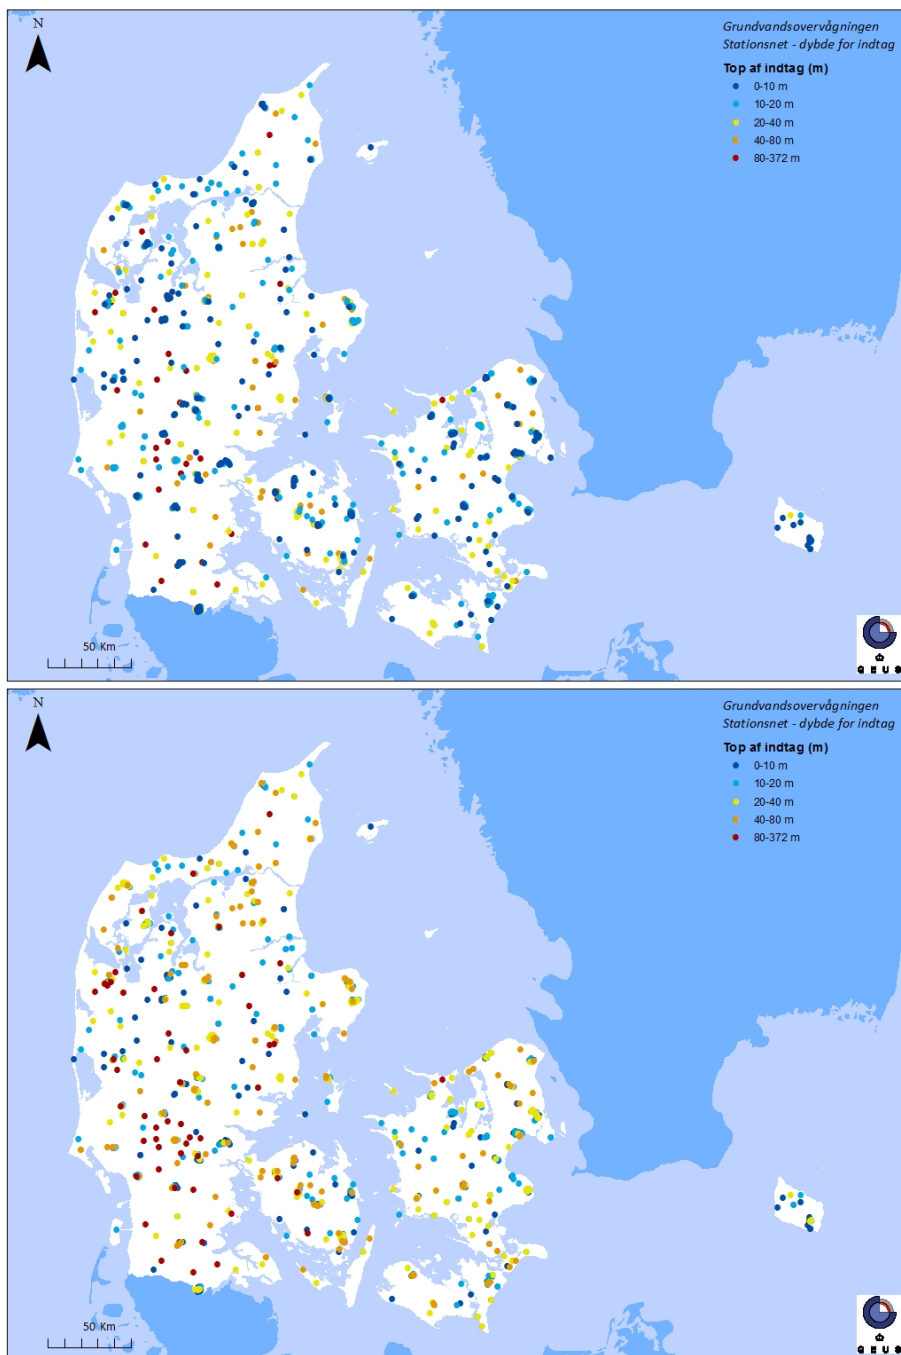 N
Grundvandsovervågningen
Stationsnet - dybde for indtag
Top af indtag (m)
0-10 m
10-20 m
20-40 m
40-80 m
80-372 m
50 Km
G E U S
N
Grundvandsovervågningen
Stationsnet - dybde for indtag
Top af indtag (m)
0-10 m
10-20 m
20-40 m
40-80 m
80-372 m
50 Km
G E U S